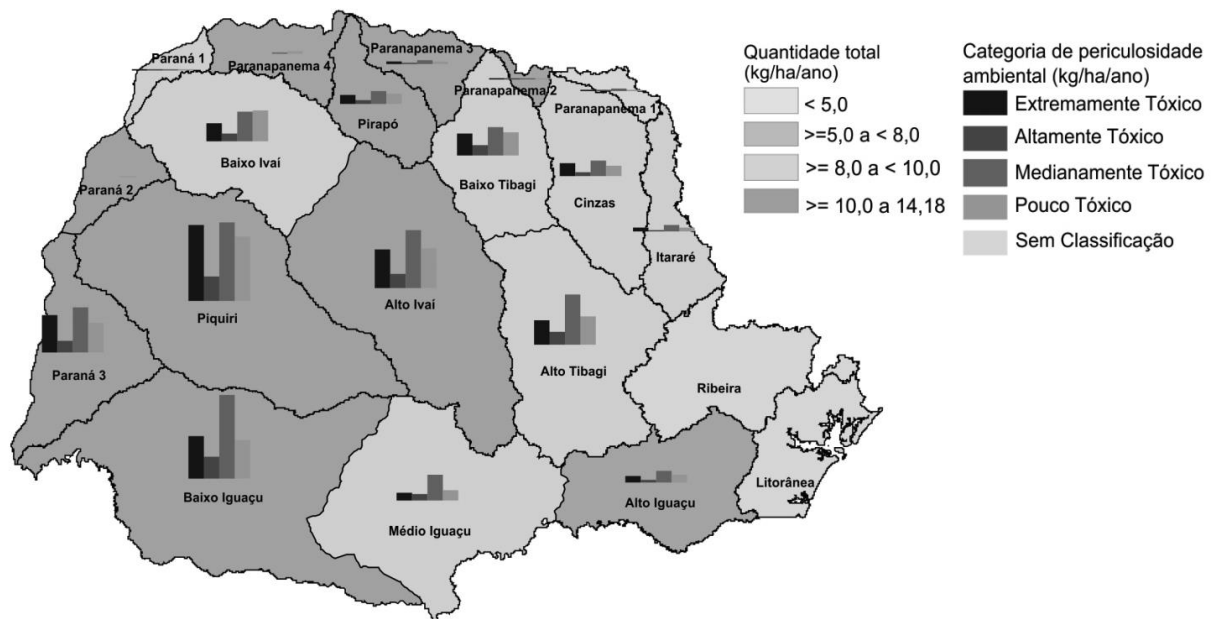 Paraná 1
Paranapanema 4
Paranapanema 3
Paranapanema 2
Paranapanema 1
Pirapó
Baixo Ivaí
Baixo Tibagi
Cinzas
Itararé
Paraná 2
Piquiri
Alto Ivaí
Alto Tibagi
Paraná 3
Ribeira
Baixo Iguaçu
Médio Iguaçu
Alto Iguaçu
Litorânea
Quantidade total
(kg/ha/ano)
< 5,0
>=5,0 a < 8,0
>= 8,0 a < 10,0
>= 10,0 a 14,18
Categoria de periculosidade
ambiental (kg/ha/ano)
Extremamente Tóxico
Altamente Tóxico
Medianamente Tóxico
Pouco Tóxico
Sem Classificação